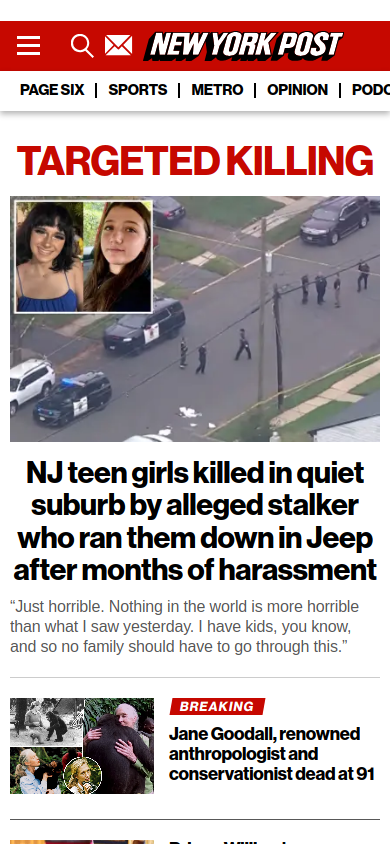 NEW YORK POST
PAGE SIX | SPORTS | METRO | OPINION | PODC
TARGETED KILLING
NJ teen girls killed in quiet
suburb by alleged stalker
who ran them down in Jeep
after months of harassment
“Just horrible. Nothing in the world is more horrible
than what I saw yesterday. I have kids, you know,
and so no family should have to go through this.”
BREAKING
Jane Goodall, renowned
anthropologist and
conservationist dead at 91